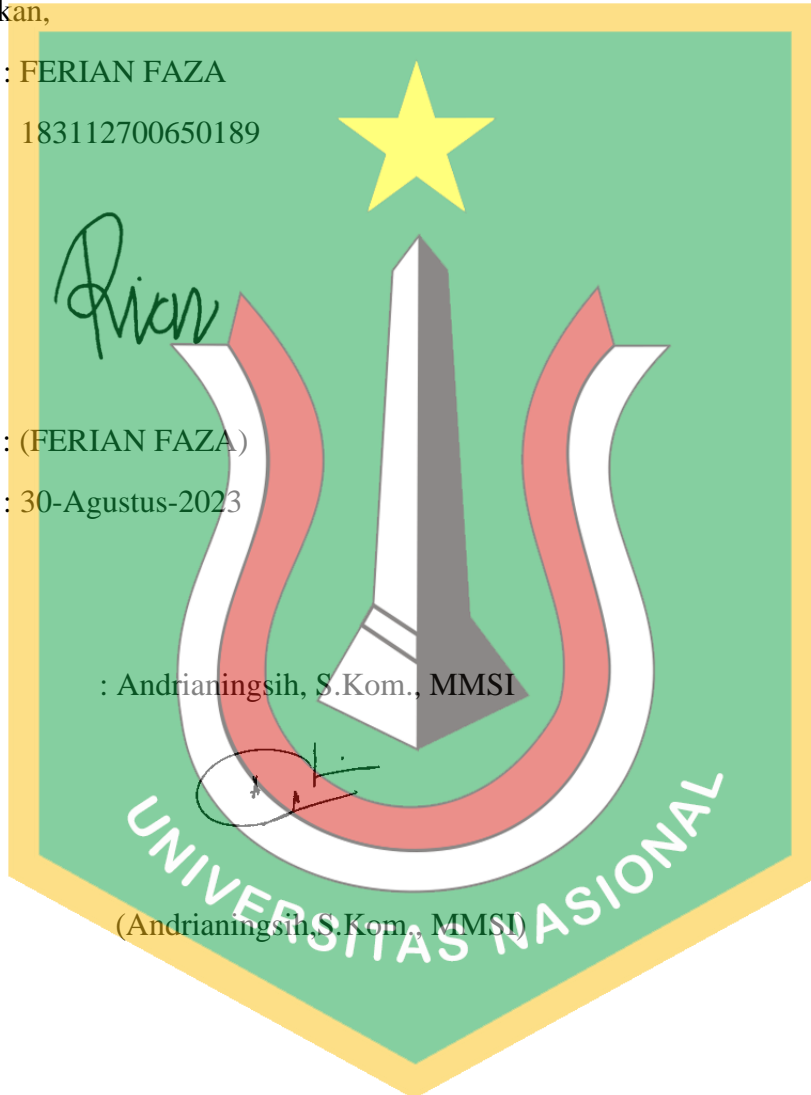 kan,
: FERIAN FAZA
183112700650189
Rian
: (FERIAN FAZA)
: 30-Agustus-2023
: Andrianingsih, S.Kom., MMSI
(Andrianingsih,S.Kom., MMSI)
UNIVERSITAS NASIONAL